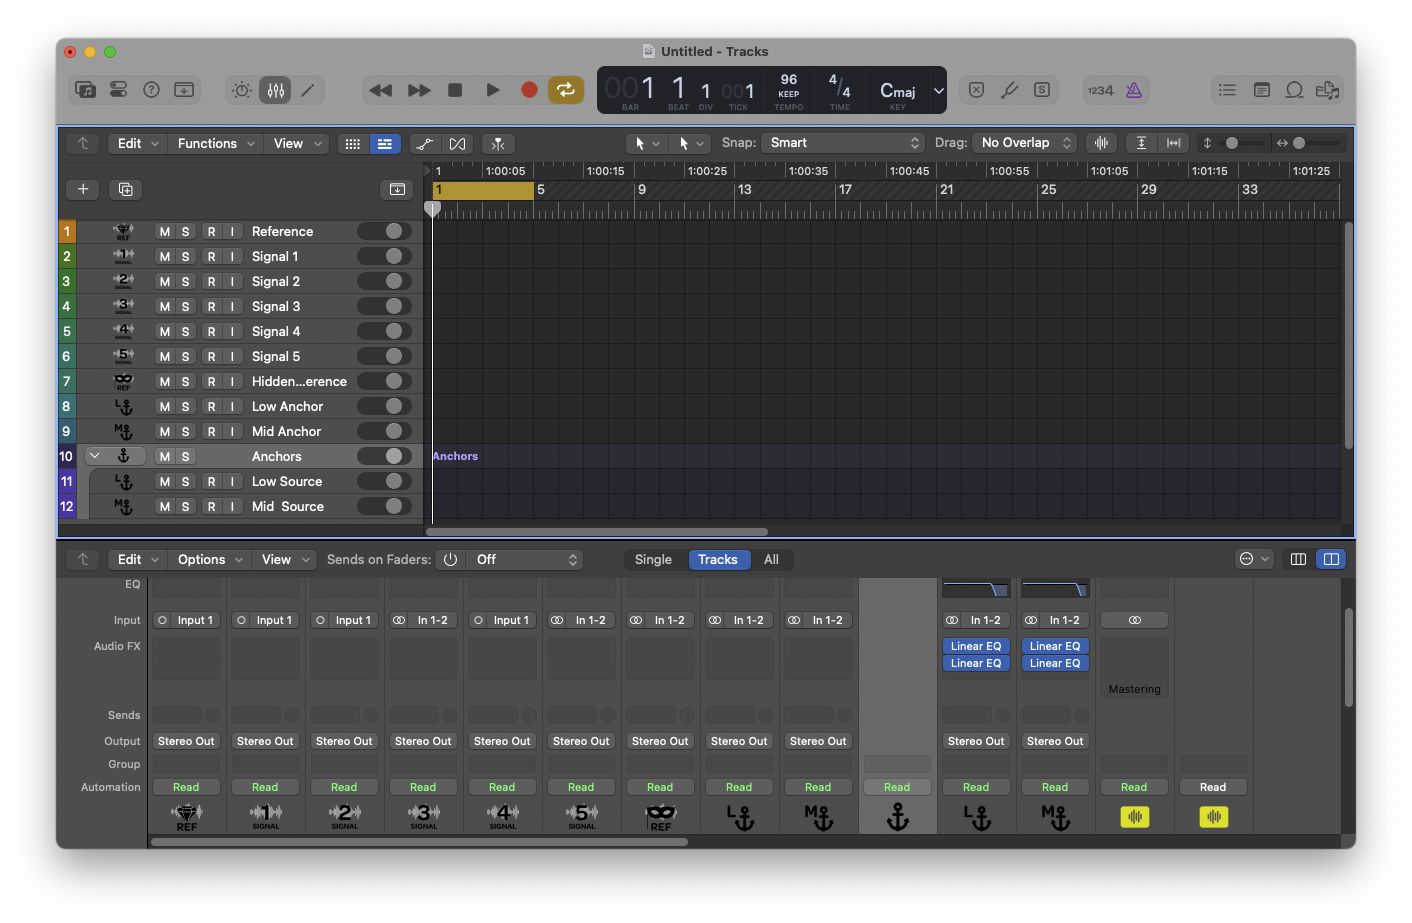 Untitled - Tracks
001 1 1 001 96 KEEP 4/4 Cmaj
BAR BEAT DIV TICK TEMPO TIME KEY
1234
Edit Functions View Snap: Smart Drag: No Overlap
1 1:00:05 1:00:15 1:00:25 1:00:35 1:00:45 1:00:55 1:01:05 1:01:15 1:01:25
1 5 9 13 17 21 25 29 33
1 REF M S R I Reference
2 1 SIGNAL M S R I Signal 1
3 2 SIGNAL M S R I Signal 2
4 3 SIGNAL M S R I Signal 3
5 4 SIGNAL M S R I Signal 4
6 5 SIGNAL M S R I Signal 5
7 REF M S R I Hidden...erence
8 L M S R I Low Anchor
9 M M S R I Mid Anchor
10 M S Anchors Anchors
11 L M S R I Low Source
12 M M S R I Mid Source
Edit Options View Sends on Faders: Off Single Tracks All
EQ
Input Input 1 Input 1 Input 1 In 1-2 Input 1 In 1-2 In 1-2 In 1-2 In 1-2 In 1-2 In 1-2
Audio FX Linear EQ Linear EQ
Linear EQ Linear EQ
Mastering
Sends
Output Stereo Out Stereo Out Stereo Out Stereo Out Stereo Out Stereo Out Stereo Out Stereo Out Stereo Out Stereo Out Stereo Out
Group
Automation Read Read Read Read Read Read Read Read Read Read Read Read Read Read
REF 1 SIGNAL 2 SIGNAL 3 SIGNAL 4 SIGNAL 5 SIGNAL REF L M L M